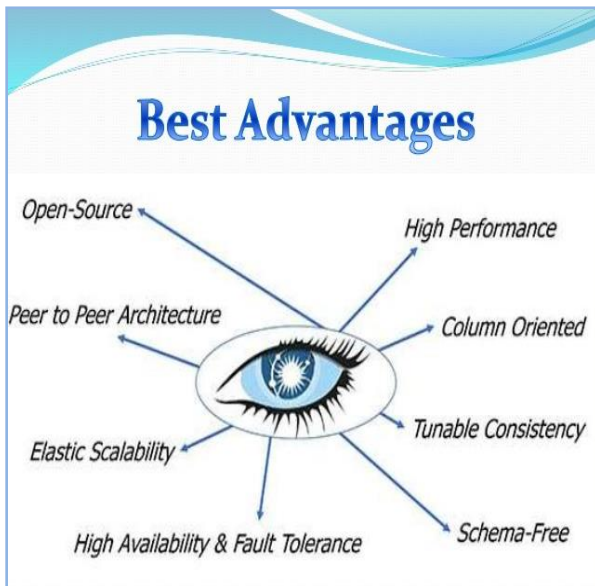 Best Advantages
Open-Source
High Performance
Peer to Peer Architecture
Column Oriented
Elastic Scalability
Tunable Consistency
High Availability & Fault Tolerance
Schema-Free